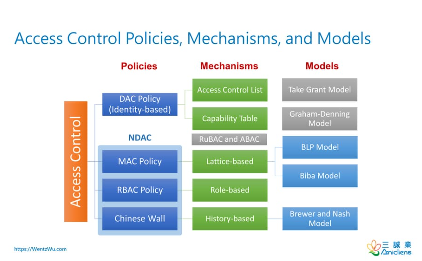 Access Control Policies, Mechanisms, and Models
Policies
Mechanisms
Models
Access Control
DAC Policy
(Identity-based)
Access Control List
Take Grant Model
Capability Table
Graham-Denning
Model
NDAC
RuBAC and ABAC
MAC Policy
Lattice-based
BLP Model
Biba Model
RBAC Policy
Role-based
Chinese Wall
History-based
Brewer and Nash
Model
https://WentzWu.com
三誠業
Amicliens